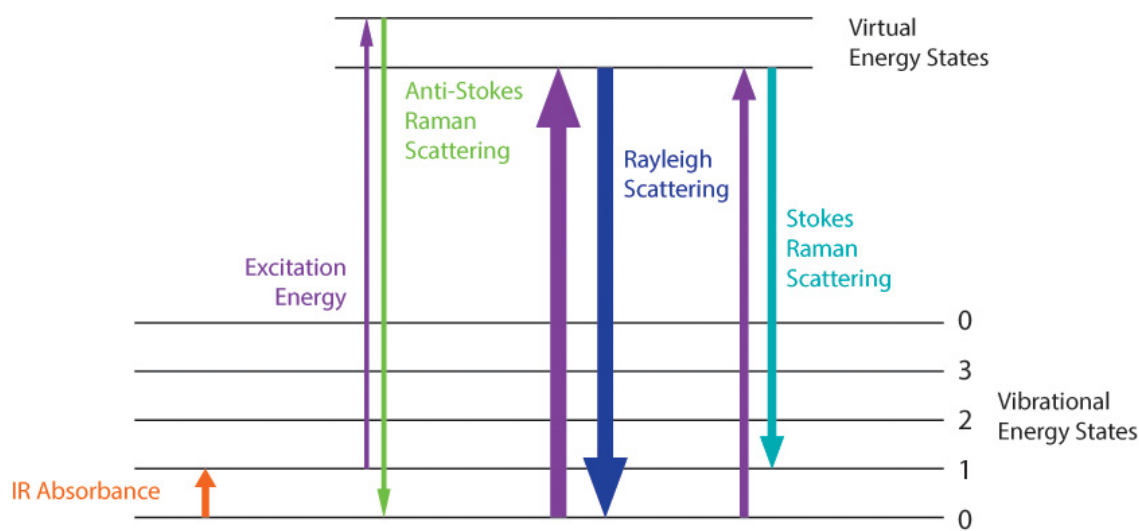 Virtual
Energy States
Anti-Stokes
Raman
Scattering
Rayleigh
Scattering
Stokes
Raman
Scattering
Excitation
Energy
0
3
2
Vibrational
Energy States
1
IR Absorbance
0